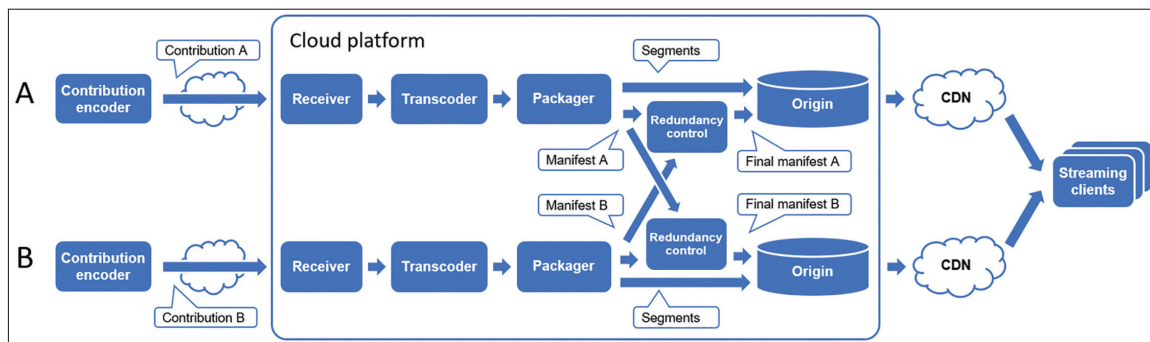 Cloud platform
Contribution A
Segments
A
Contribution
encoder
Receiver
Transcoder
Packager
Redundancy
control
Origin
CDN
Manifest A
Final manifest A
Streaming
clients
Manifest B
Final manifest B
B
Contribution
encoder
Receiver
Transcoder
Packager
Redundancy
control
Origin
CDN
Contribution B
Segments